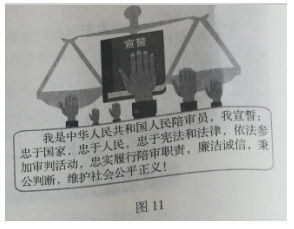 宣誓
我是中华人民共和国人民陪审员，我宣誓：
忠于国家，忠于人民，忠于宪法和法律，依法参
加审判活动，忠实履行陪审职责，廉洁诚信，秉
公判断，维护社会公平正义！
图 11